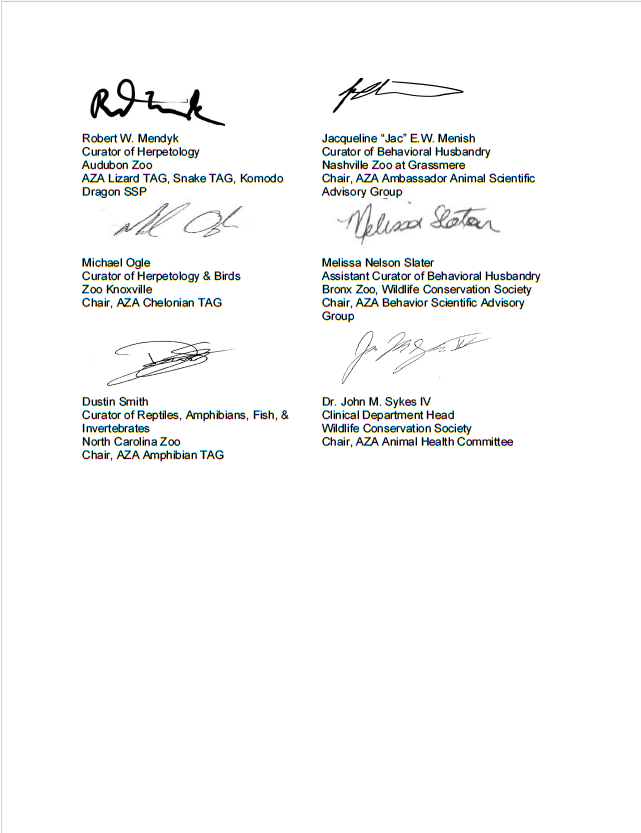 Robert W. Mendyk
Curator of Herpetology
Audubon Zoo
AZA Lizard TAG, Snake TAG, Komodo
Dragon SSP
Jacqueline “Jac” E.W. Menish
Curator of Behavioral Husbandry
Nashville Zoo at Grassmere
Chair, AZA Ambassador Animal Scientific
Advisory Group
Michael Ogle
Curator of Herpetology & Birds
Zoo Knoxville
Chair, AZA Chelonian TAG
Melissa Slater
Melissa Nelson Slater
Assistant Curator of Behavioral Husbandry
Bronx Zoo, Wildlife Conservation Society
Chair, AZA Behavior Scientific Advisory
Group
Dustin Smith
Curator of Reptiles, Amphibians, Fish, &
Invertebrates
North Carolina Zoo
Chair, AZA Amphibian TAG
Dr. John M. Sykes IV
Clinical Department Head
Wildlife Conservation Society
Chair, AZA Animal Health Committee